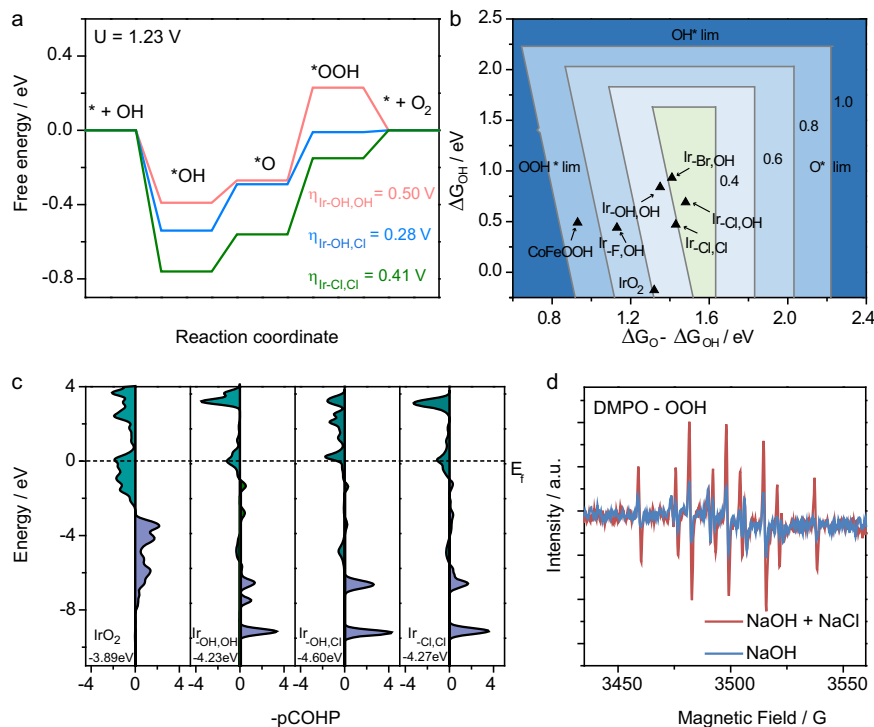 a
U = 1.23 V
0.4
0.0
-0.4
-0.8
Free energy / eV
* + OH
*OH
*O
*OOH
* + O2
ηIr-OH,OH = 0.50 V
ηIr-OH,Cl = 0.28 V
ηIr-Cl,Cl = 0.41 V
Reaction coordinate
b
OH* lim
2.5
2.0
1.5
1.0
0.5
0.0
ΔGOH / eV
1.0
0.8
0.6
0.4
OOH* lim
O* lim
Ir-Br,OH
Ir-OH,OH
Ir-Cl,OH
Ir-Cl,Cl
Ir-F,OH
CoFeOOH
IrO2
0.8 1.2 1.6 2.0 2.4
ΔGO - ΔGOH / eV
c
4
0
-4
-8
Energy / eV
Ef
IrO2
-3.89eV
Ir-OH,OH
-4.23eV
Ir-OH,Cl
-4.60eV
Ir-Cl,Cl
-4.27eV
-4 0 4 -4 0 4 -4 0 4 -4 0 4
-pCOHP
d
DMPO - OOH
Intensity / a.u.
NaOH + NaCl
NaOH
3450 3500 3550
Magnetic Field / G